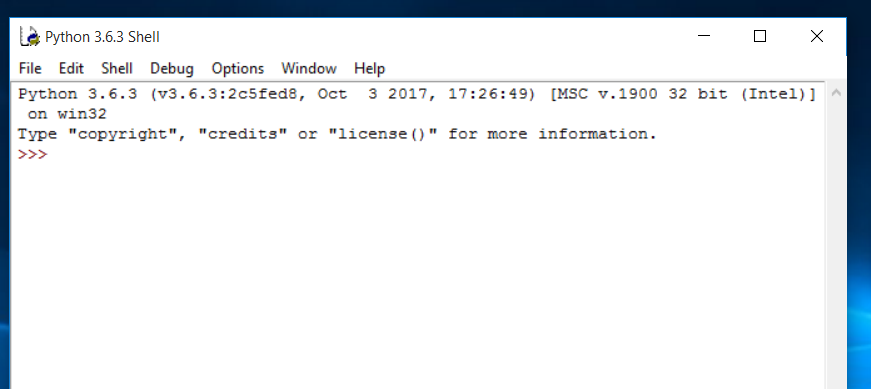 Python 3.6.3 Shell
File Edit Shell Debug Options Window Help
Python 3.6.3 (v3.6.3:2c5fed8, Oct  3 2017, 17:26:49) [MSC v.1900 32 bit (Intel)]
 on win32
Type "copyright", "credits" or "license()" for more information.
>>>